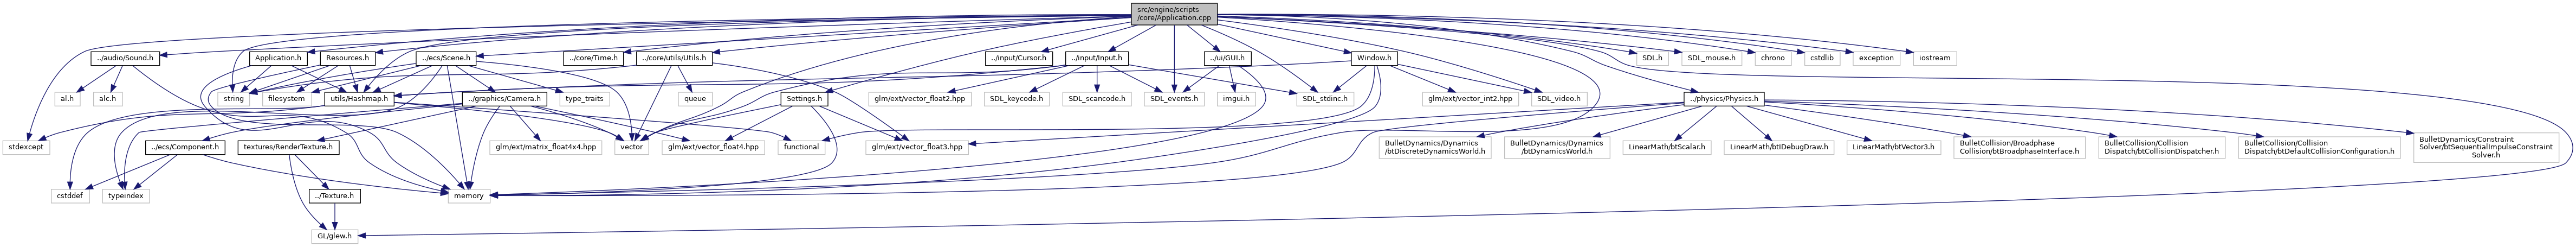 src/engine/scripts
/core/Application.cpp
../audio/Sound.h
Application.h
Resources.h
../ecs/Scene.h
../core/Time.h
../core/utils/Utils.h
../input/Cursor.h
../input/Input.h
../ui/GUI.h
Window.h
SDL.h
SDL_mouse.h
chrono
cstdlib
exception
iostream
al.h
alc.h
string
filesystem
utils/Hashmap.h
../graphics/Camera.h
type_traits
queue
Settings.h
glm/ext/vector_float2.hpp
SDL_keycode.h
SDL_scancode.h
SDL_events.h
imgui.h
SDL_stdinc.h
glm/ext/vector_int2.hpp
SDL_video.h
../physics/Physics.h
stdexcept
../ecs/Component.h
textures/RenderTexture.h
glm/ext/matrix_float4x4.hpp
vector
glm/ext/vector_float4.hpp
functional
glm/ext/vector_float3.hpp
BulletDynamics/Dynamics
/btDiscreteDynamicsWorld.h
BulletDynamics/Dynamics
/btDynamicsWorld.h
LinearMath/btScalar.h
LinearMath/btIDebugDraw.h
LinearMath/btVector3.h
BulletCollision/Broadphase
Collision/btBroadphaseInterface.h
BulletCollision/Collision
Dispatch/btCollisionDispatcher.h
BulletCollision/Collision
Dispatch/btDefaultCollisionConfiguration.h
BulletDynamics/Constraint
Solver/btSequentialImpulseConstraint
Solver.h
cstddef
typeindex
../Texture.h
memory
GL/glew.h